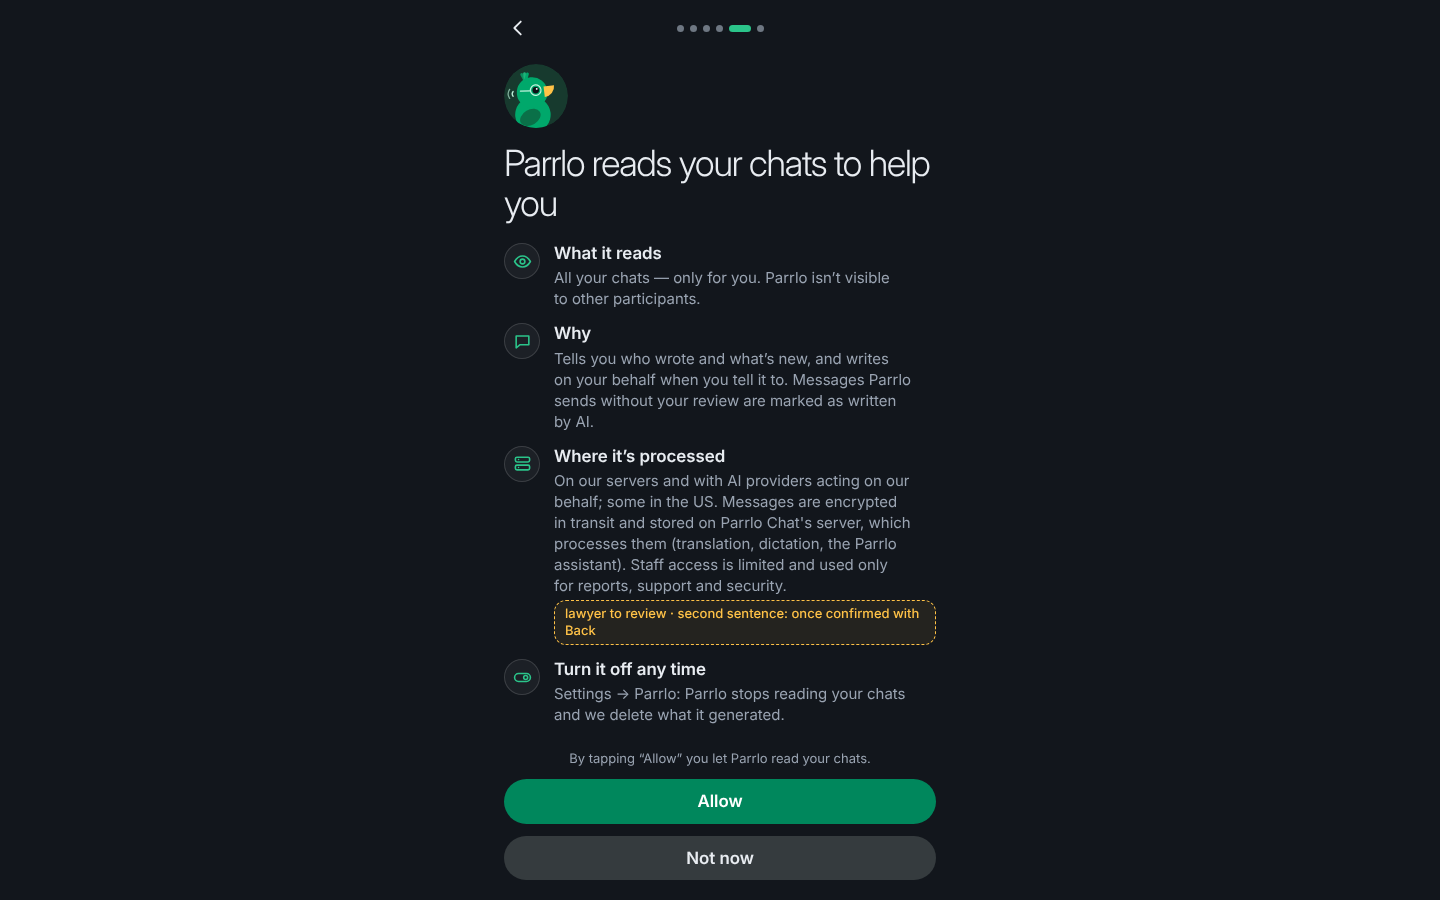 Parrlo reads your chats to help
you
What it reads
All your chats — only for you. Parrlo isn’t visible
to other participants.
Why
Tells you who wrote and what’s new, and writes
on your behalf when you tell it to. Messages Parrlo
sends without your review are marked as written
by AI.
Where it’s processed
On our servers and with AI providers acting on our
behalf; some in the US. Messages are encrypted
in transit and stored on Parrlo Chat's server, which
processes them (translation, dictation, the Parrlo
assistant). Staff access is limited and used only
for reports, support and security.
lawyer to review · second sentence: once confirmed with
Back
Turn it off any time
Settings → Parrlo: Parrlo stops reading your chats
and we delete what it generated.
By tapping “Allow” you let Parrlo read your chats.
Allow
Not now